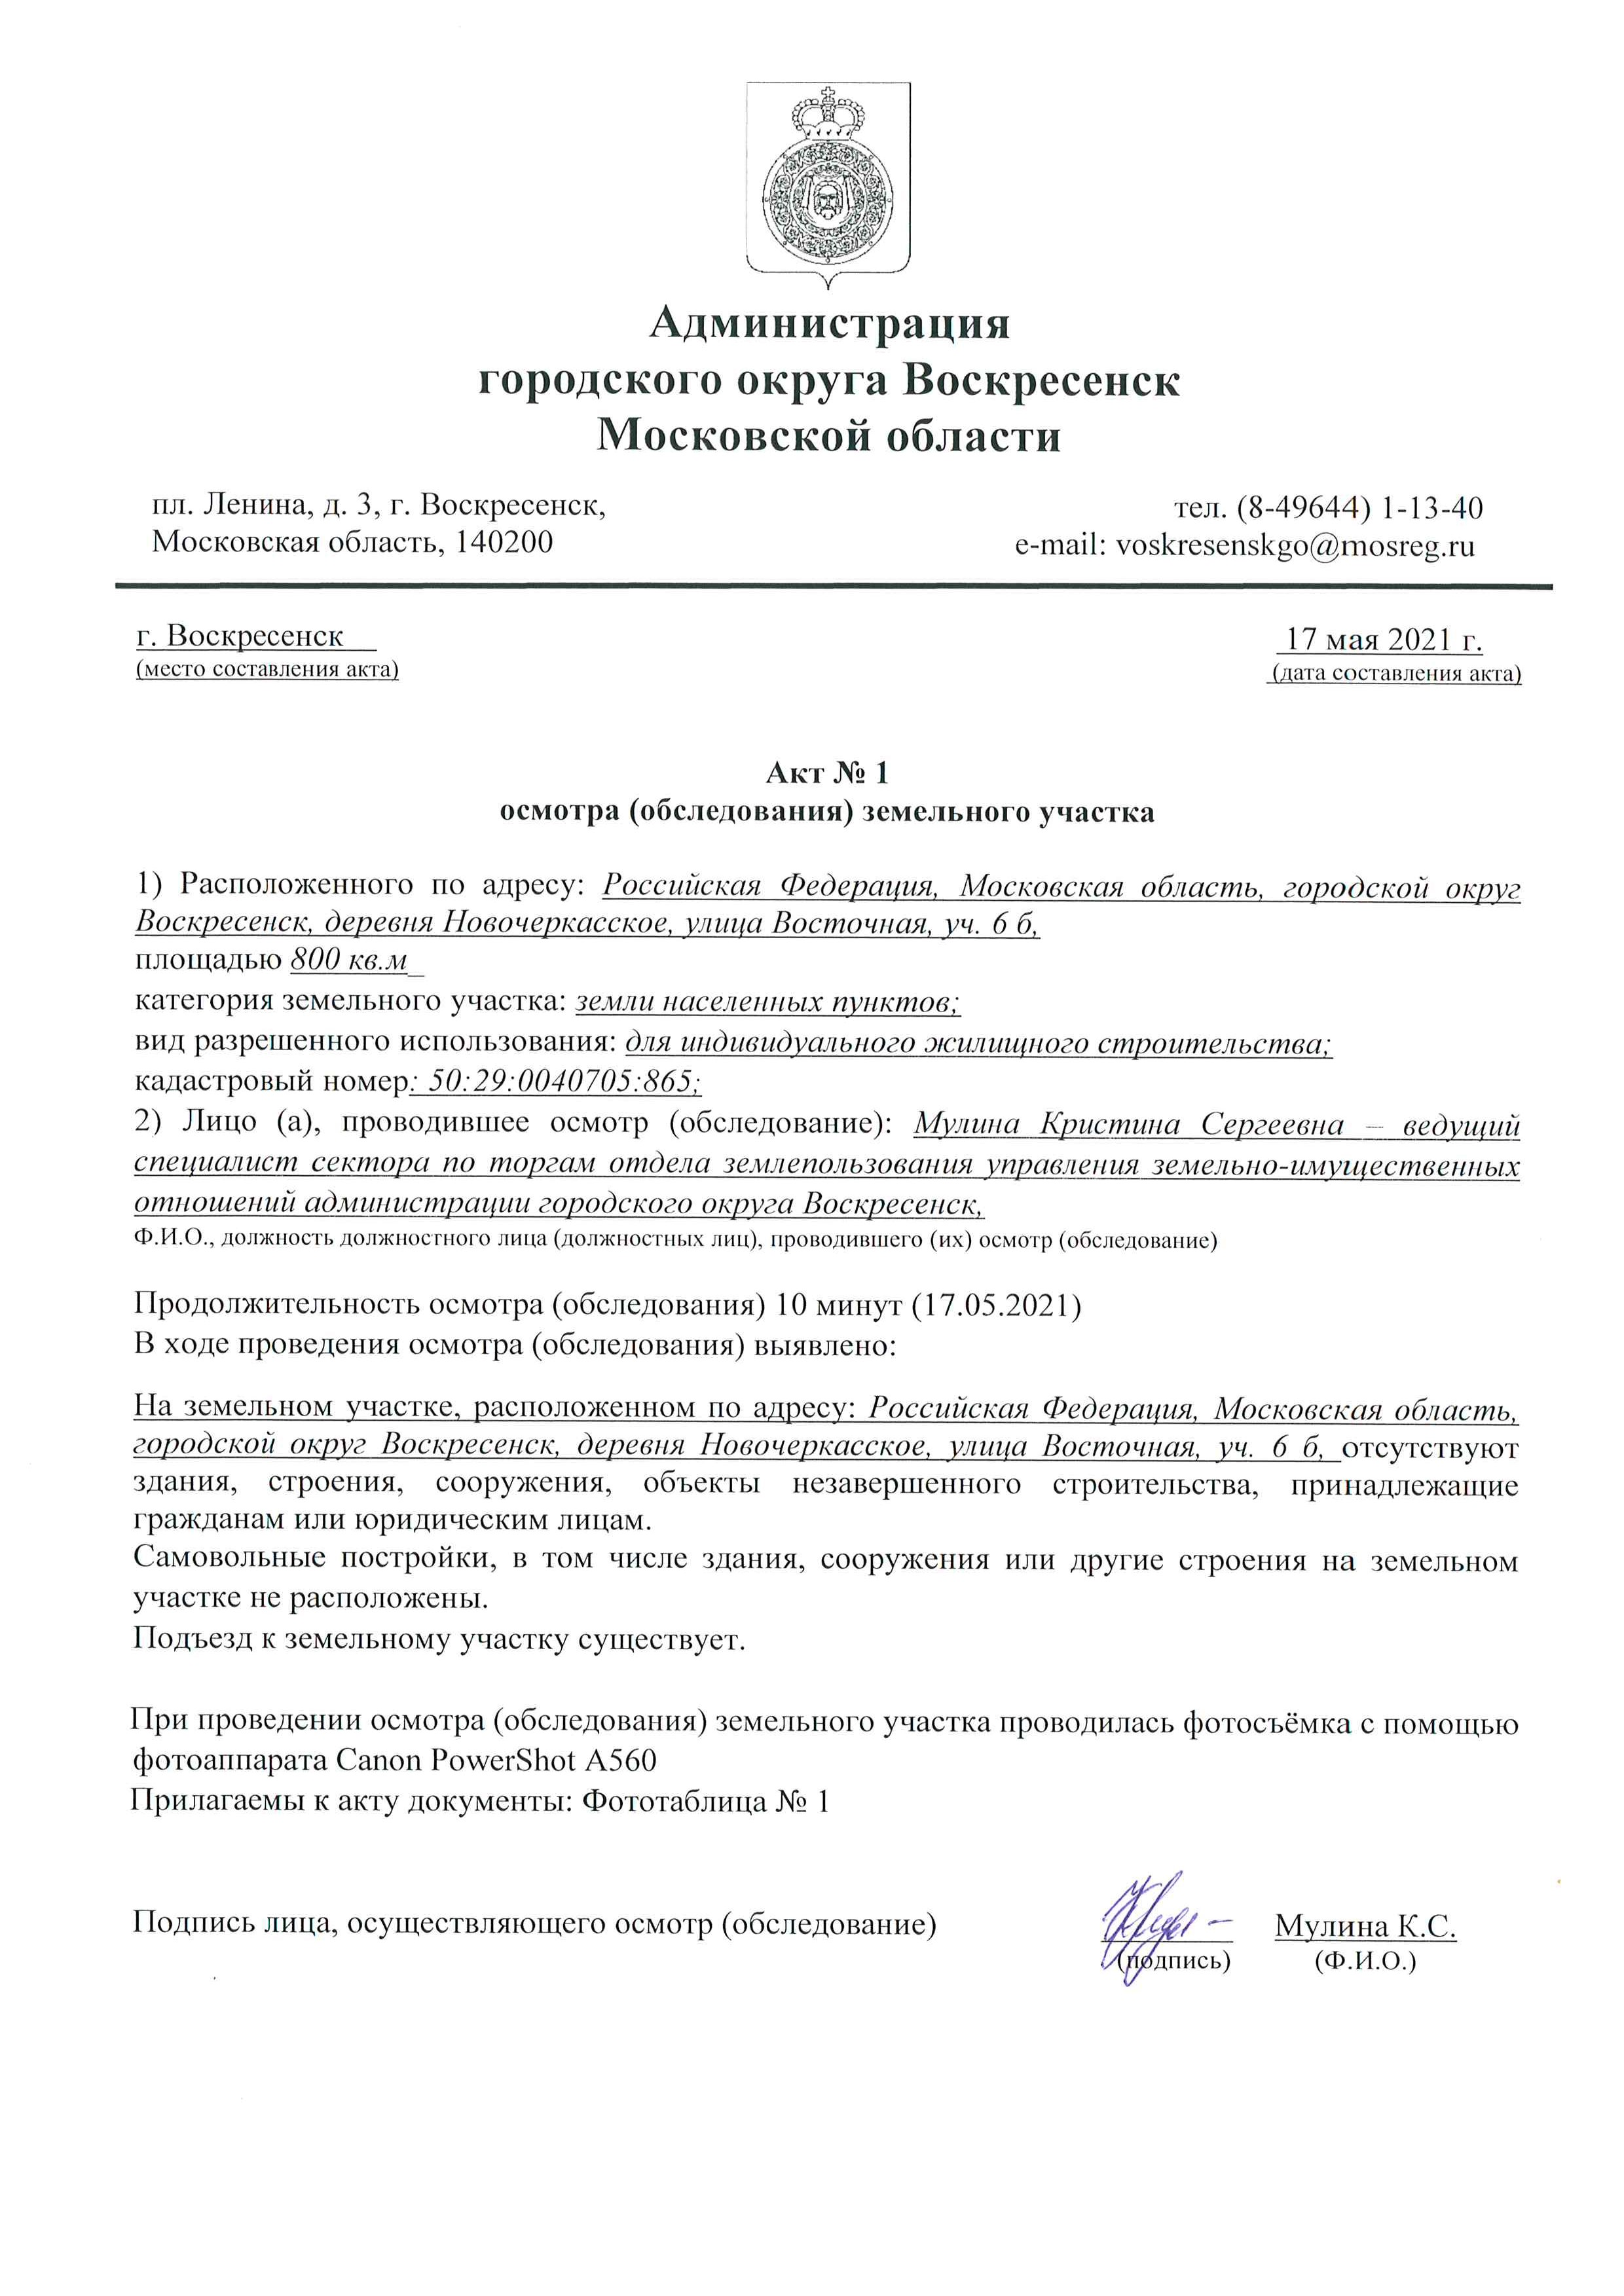 Администрация
городского округа Воскресенск
Московской области
пл. Ленина, д. 3, г. Воскресенск,
Московская область, 140200
тел. (8-49644) 1-13-40
e-mail: voskresenskgo@mosreg.ru
г. Воскресенск
(место составления акта)
17 мая 2021 г.
(дата составления акта)
Акт № 1
осмотра (обследования) земельного участка
1) Расположенного по адресу: Российская Федерация, Московская область, городской округ
Воскресенск, деревня Новочеркасское, улица Восточная, уч. 6 б,
площадью 800 кв.м_
категория земельного участка: земли населенных пунктов;
вид разрешенного использования: для индивидуального жилищного строительства;
кадастровый номер: 50:29:0040705:865;
2) Лицо (а), проводившее осмотр (обследование): Мулина Кристина Сергеевна – ведущий
специалист сектора по торгам отдела землепользования управления земельно-имущественных
отношений администрации городского округа Воскресенск,
Ф.И.О., должность должностного лица (должностных лиц), проводившего (их) осмотр (обследование)
Продолжительность осмотра (обследования) 10 минут (17.05.2021)
В ходе проведения осмотра (обследования) выявлено:
На земельном участке, расположенном по адресу: Российская Федерация, Московская область,
городской округ Воскресенск, деревня Новочеркасское, улица Восточная, уч. 6 б, отсутствуют
здания, строения, сооружения, объекты незавершенного строительства, принадлежащие
гражданам или юридическим лицам.
Самовольные постройки, в том числе здания, сооружения или другие строения на земельном
участке не расположены.
Подъезд к земельному участку существует.
При проведении осмотра (обследования) земельного участка проводилась фотосъёмка с помощью
фотоаппарата Canon PowerShot A560
Прилагаемы к акту документы: Фототаблица № 1
Подпись лица, осуществляющего осмотр (обследование)
Мулина К.С.
(подпись)
(Ф.И.О.)